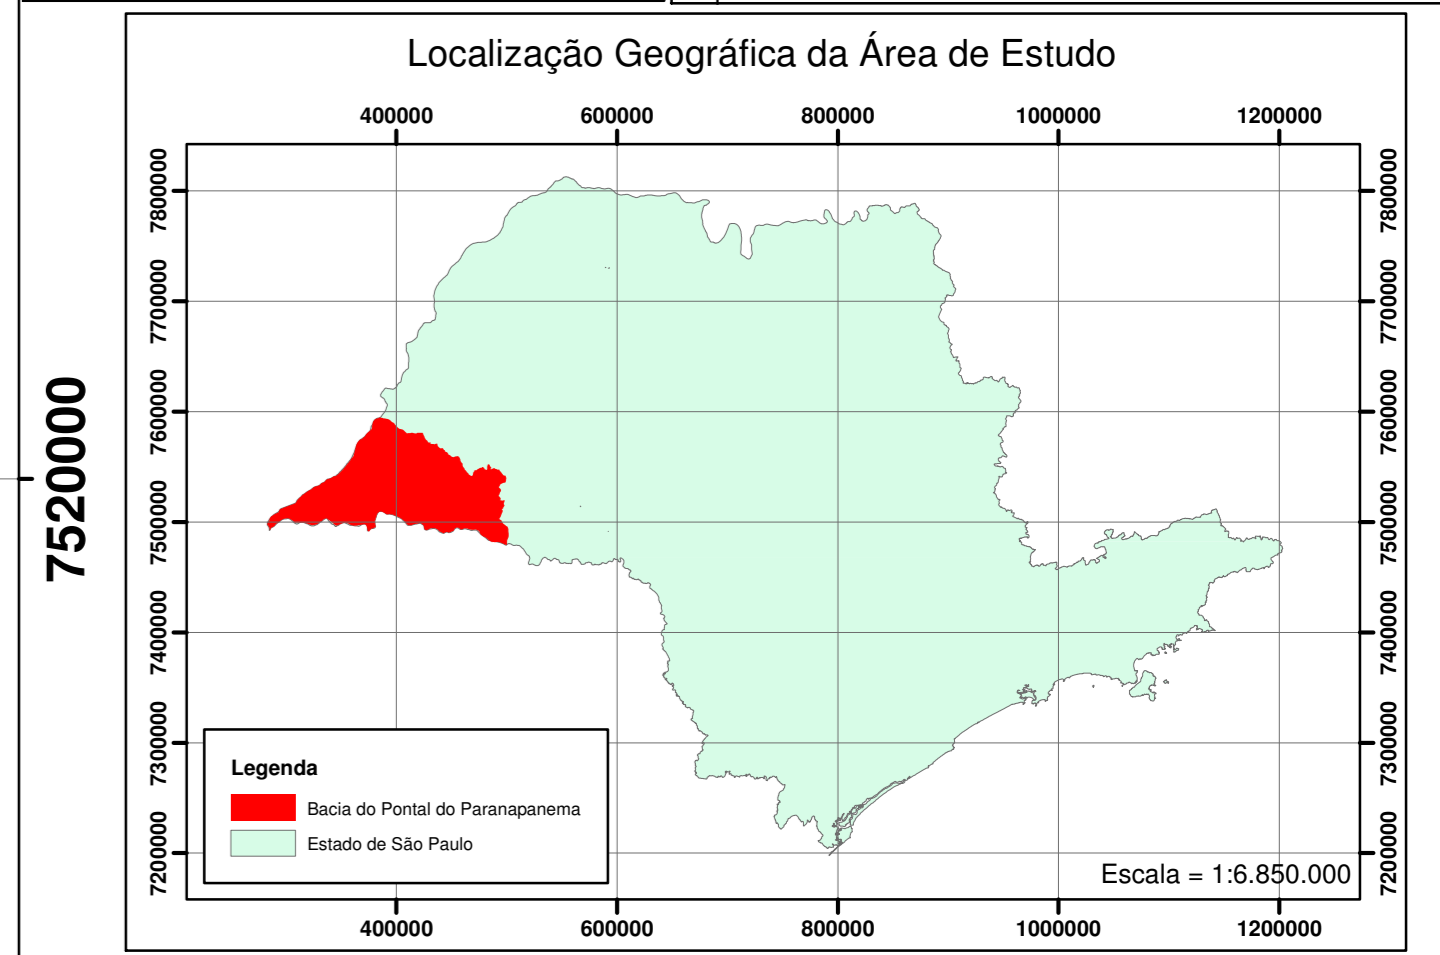 Localização Geográfica da Área de Estudo
400000 600000 800000 1000000 1200000
7800000 7800000
7700000 7700000
7600000 7600000
7520000
7500000 7500000
7400000 7400000
7300000 7300000
Legenda
Bacia do Pontal do Paranapanema
Estado de São Paulo
7200000 7200000
Escala = 1:6.850.000
400000 600000 800000 1000000 1200000